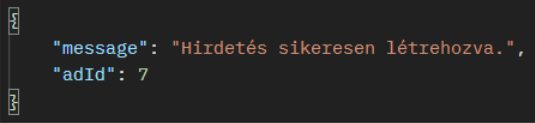 {
    "message": "Hirdetés sikeresen létrehozva.",
    "adId": 7
}